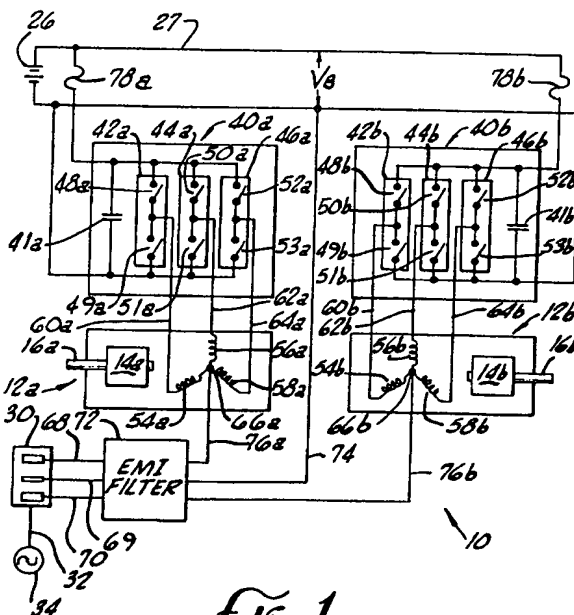 26
27
78a
V8
78b
42a
44a
40a
50a
46a
48a
52a
41a
49a
51a
53a
62a
60a
64a
42b
44b
40b
46b
48b
50b
52b
41b
49b
51b
53b
60b
62b
64b
12b
16a
14a
56a
12a
54a
66a
58a
54b
56b
14b
16b
66b
58b
30
68
72
76a
74
76b
EMI
FILTER
70
69
32
34
10
Fig. 1